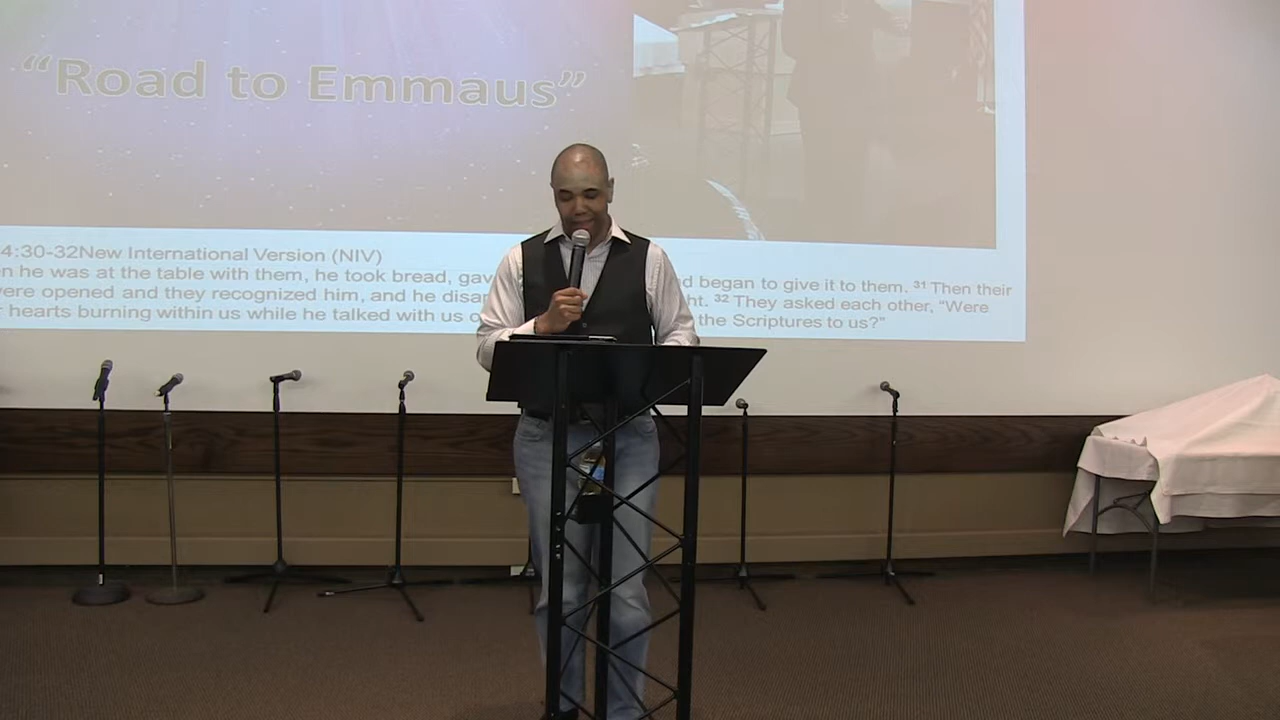 “Road to Emmaus”
4:30-32New International Version (NIV)
n he was at the table with them, he took bread, gav d began to give it to them. 31 Then their
were opened and they recognized him, and he disap ht. 32 They asked each other, “Were
r hearts burning within us while he talked with us o the Scriptures to us?”